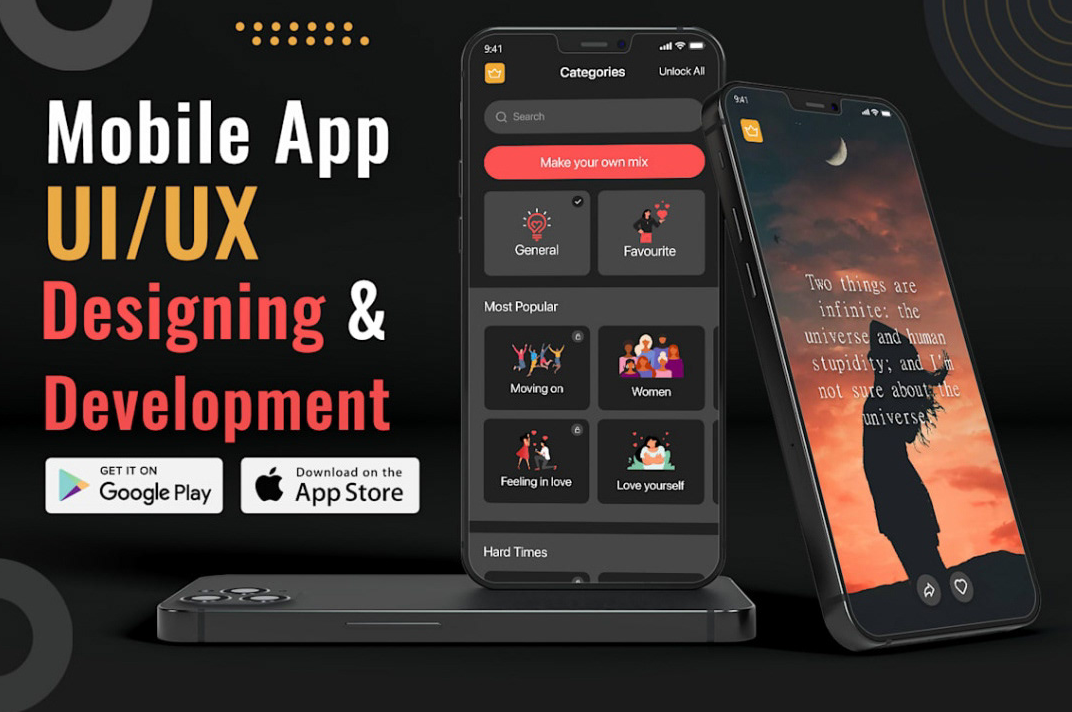 Mobile App
UI/UX
Designing &
Development
GET IT ON
Google Play
Download on the
App Store
9:41
Categories
Unlock All
Search
Make your own mix
General
Favourite
Most Popular
Moving on
Women
Feeling in love
Love yourself
Hard Times
9:41
Two things are
infinite: the
universe and human
stupidity; and I'm
not sure about the
universe.